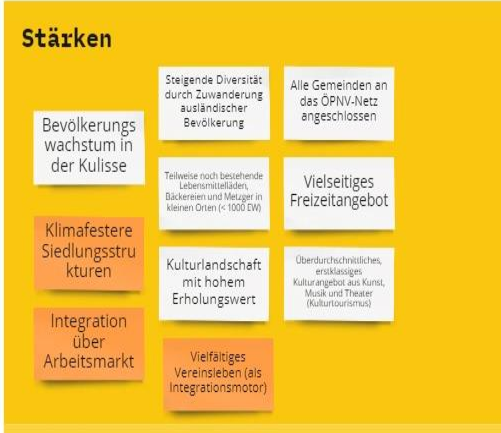 Stärken
Bevölkerungs
wachstum in
der Kulisse
Klimafestere
Siedlungsstru
kturen
Integration
über
Arbeitsmarkt
Steigende Diversität
durch Zuwanderung
ausländischer
Bevölkerung
Teilweise noch bestehende
Lebensmittelläden,
Bäckereien und Metzger in
kleinen Orten (< 1000 EW)
Kulturlandschaft
mit hohem
Erholungswert
Vielfältiges
Vereinsleben (als
Integrationsmotor)
Alle Gemeinden an
das ÖPNV-Netz
angeschlossen
Vielseitiges
Freizeitangebot
Überdurchschnittliches,
erstklassiges
Kulturangebot aus Kunst,
Musik und Theater
(Kulturtourismus)